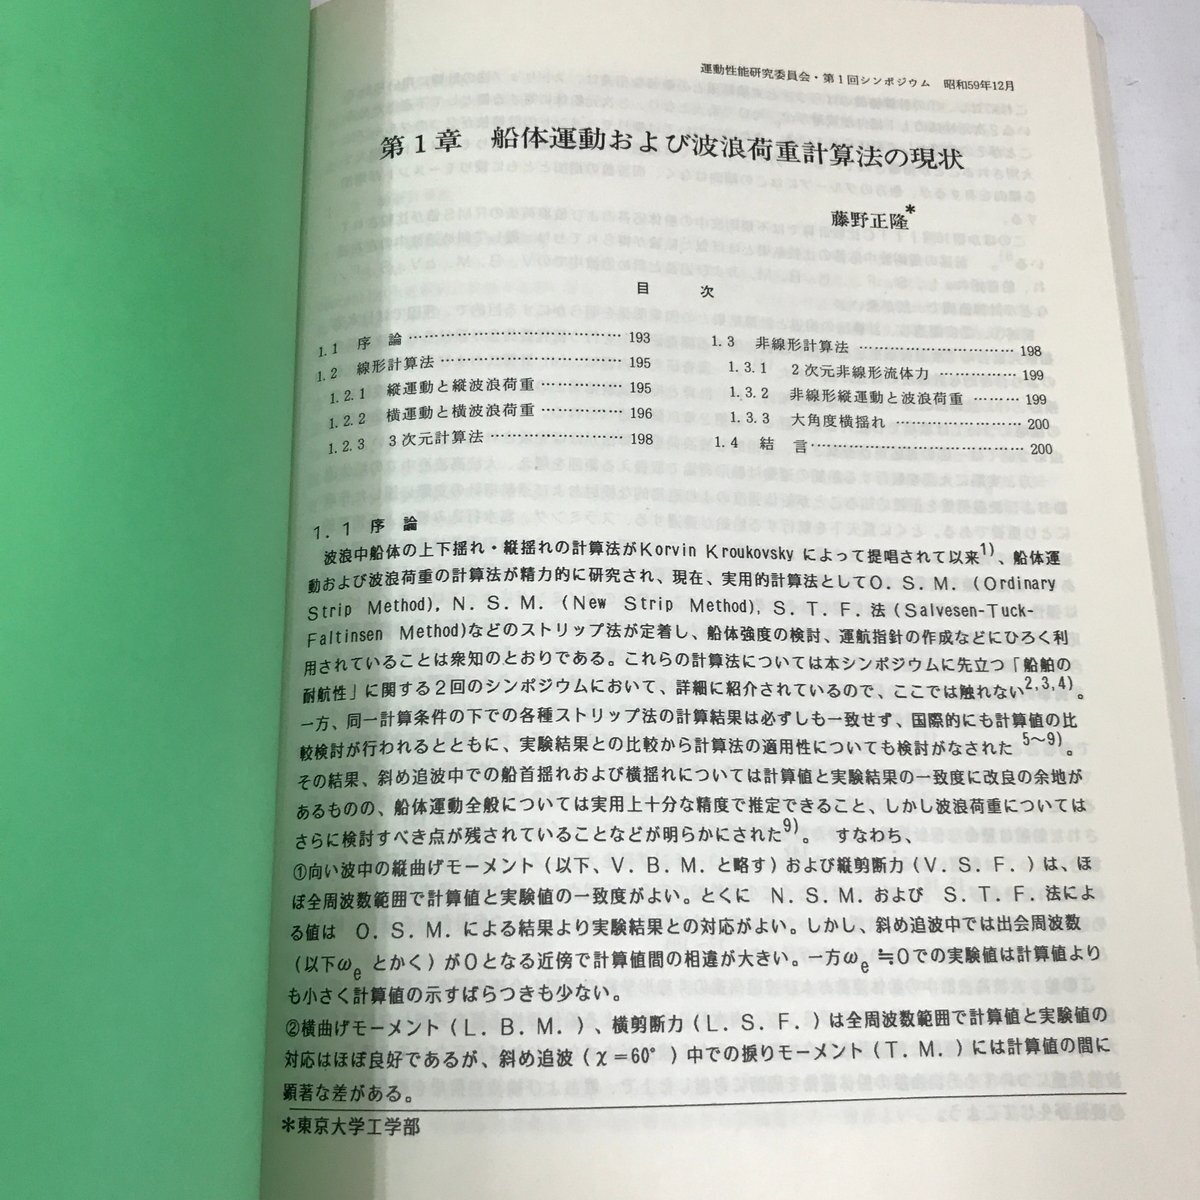 運動性能研究委員会・第1回シンポジウム 昭和59年12月
第1章 船体運動および波浪荷重計算法の現状
藤野正隆*
目 次
1.1 序 論 …………………………… 193
1.2 線形計算法 …………………………… 195
1.2.1 縦運動と縦波浪荷重 ………… 195
1.2.2 横運動と横波浪荷重 ………… 196
1.2.3 3次元計算法 ………………… 198
1.3 非線形計算法 …………………… 198
1.3.1 2次元非線形流体力 ………… 199
1.3.2 非線形縦運動と波浪荷重 ……… 199
1.3.3 大角度横揺れ ………………… 200
1.4 結 言 …………………………… 200
1.1 序 論
波浪中船体の上下揺れ・縦揺れの計算法がKorvin Kroukovsky によって提唱されて以来1)、船体運
動および波浪荷重の計算法が精力的に研究され、現在、実用的計算法としてO.S.M.(Ordinary
Strip Method), N.S.M.(New Strip Method), S.T.F.法(Salvesen-Tuck-
Faltinsen Method)などのストリップ法が定着し、船体強度の検討、運航指針の作成などにひろく利
用されていることは衆知のとおりである。これらの計算法については本シンポジウムに先立つ「船舶の
耐航性」に関する2回のシンポジウムにおいて、詳細に紹介されているので、ここでは触れない2,3,4)。
一方、同一計算条件の下での各種ストリップ法の計算結果は必ずしも一致せず、国際的にも計算値の比
較検討が行われるとともに、実験結果との比較から計算法の適用性についても検討がなされた5～9)。
その結果、斜め追波中での船首揺れおよび横揺れについては計算値と実験結果の一致度に改良の余地が
あるものの、船体運動全般については実用上十分な精度で推定できること、しかし波浪荷重については
さらに検討すべき点が残されていることなどが明らかにされた9)。 すなわち、
①向い波中の縦曲げモーメント(以下、V.B.M.と略す)および縦剪断力(V.S.F.)は、ほ
ぼ全周波数範囲で計算値と実験値の一致度がよい。とくに N.S.M.および S.T.F.法によ
る値は O.S.M.による結果より実験結果との対応がよい。しかし、斜め追波中では出会周波数
(以下ωe とかく)が0となる近傍で計算値間の相違が大きい。一方ωe≒0での実験値は計算値より
も小さく計算値の示すばらつきも少ない。
②横曲げモーメント(L.B.M.)、横剪断力(L.S.F.)は全周波数範囲で計算値と実験値の
対応はほぼ良好であるが、斜め追波(χ=60°)中での捩りモーメント(T.M.)には計算値の間に
顕著な差がある。
*東京大学工学部